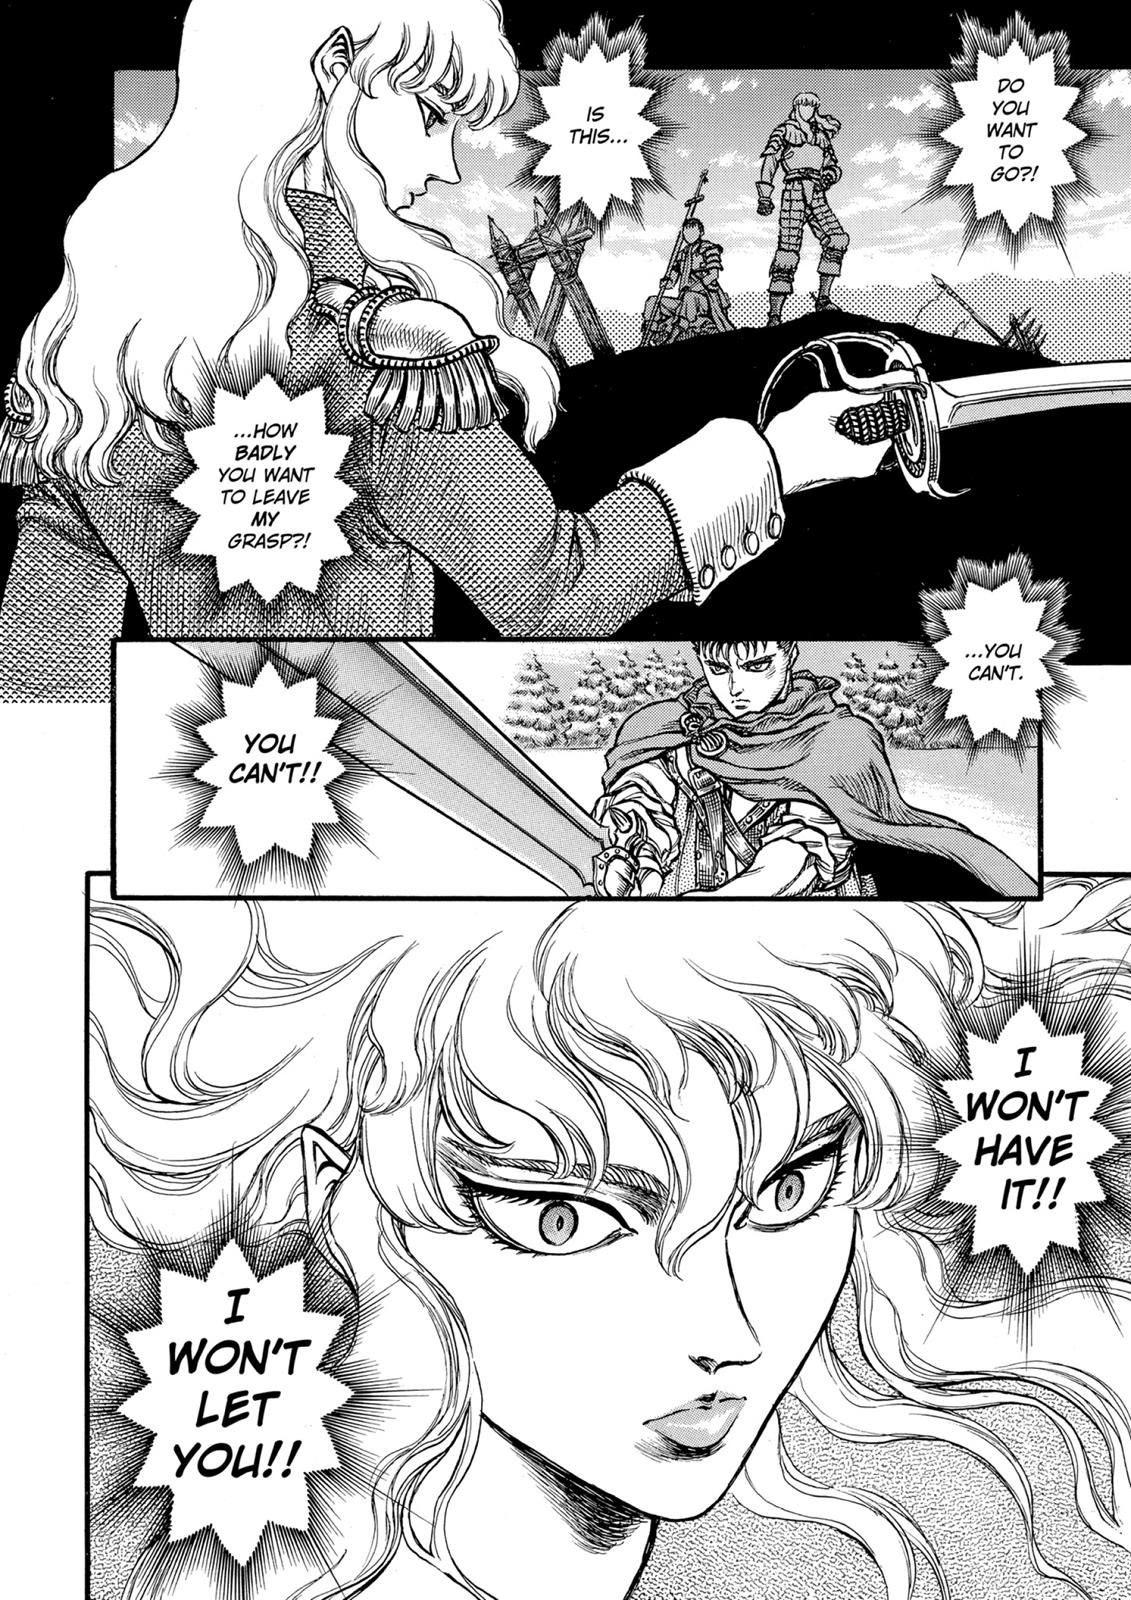 DO
YOU
WANT
TO
GO?!
IS
THIS...
...HOW
BADLY
YOU WANT
TO LEAVE
MY
GRASP?!
...YOU
CAN'T.
YOU
CAN'T!!
I
WON'T
HAVE
IT!!
I
WON'T
LET
YOU!!